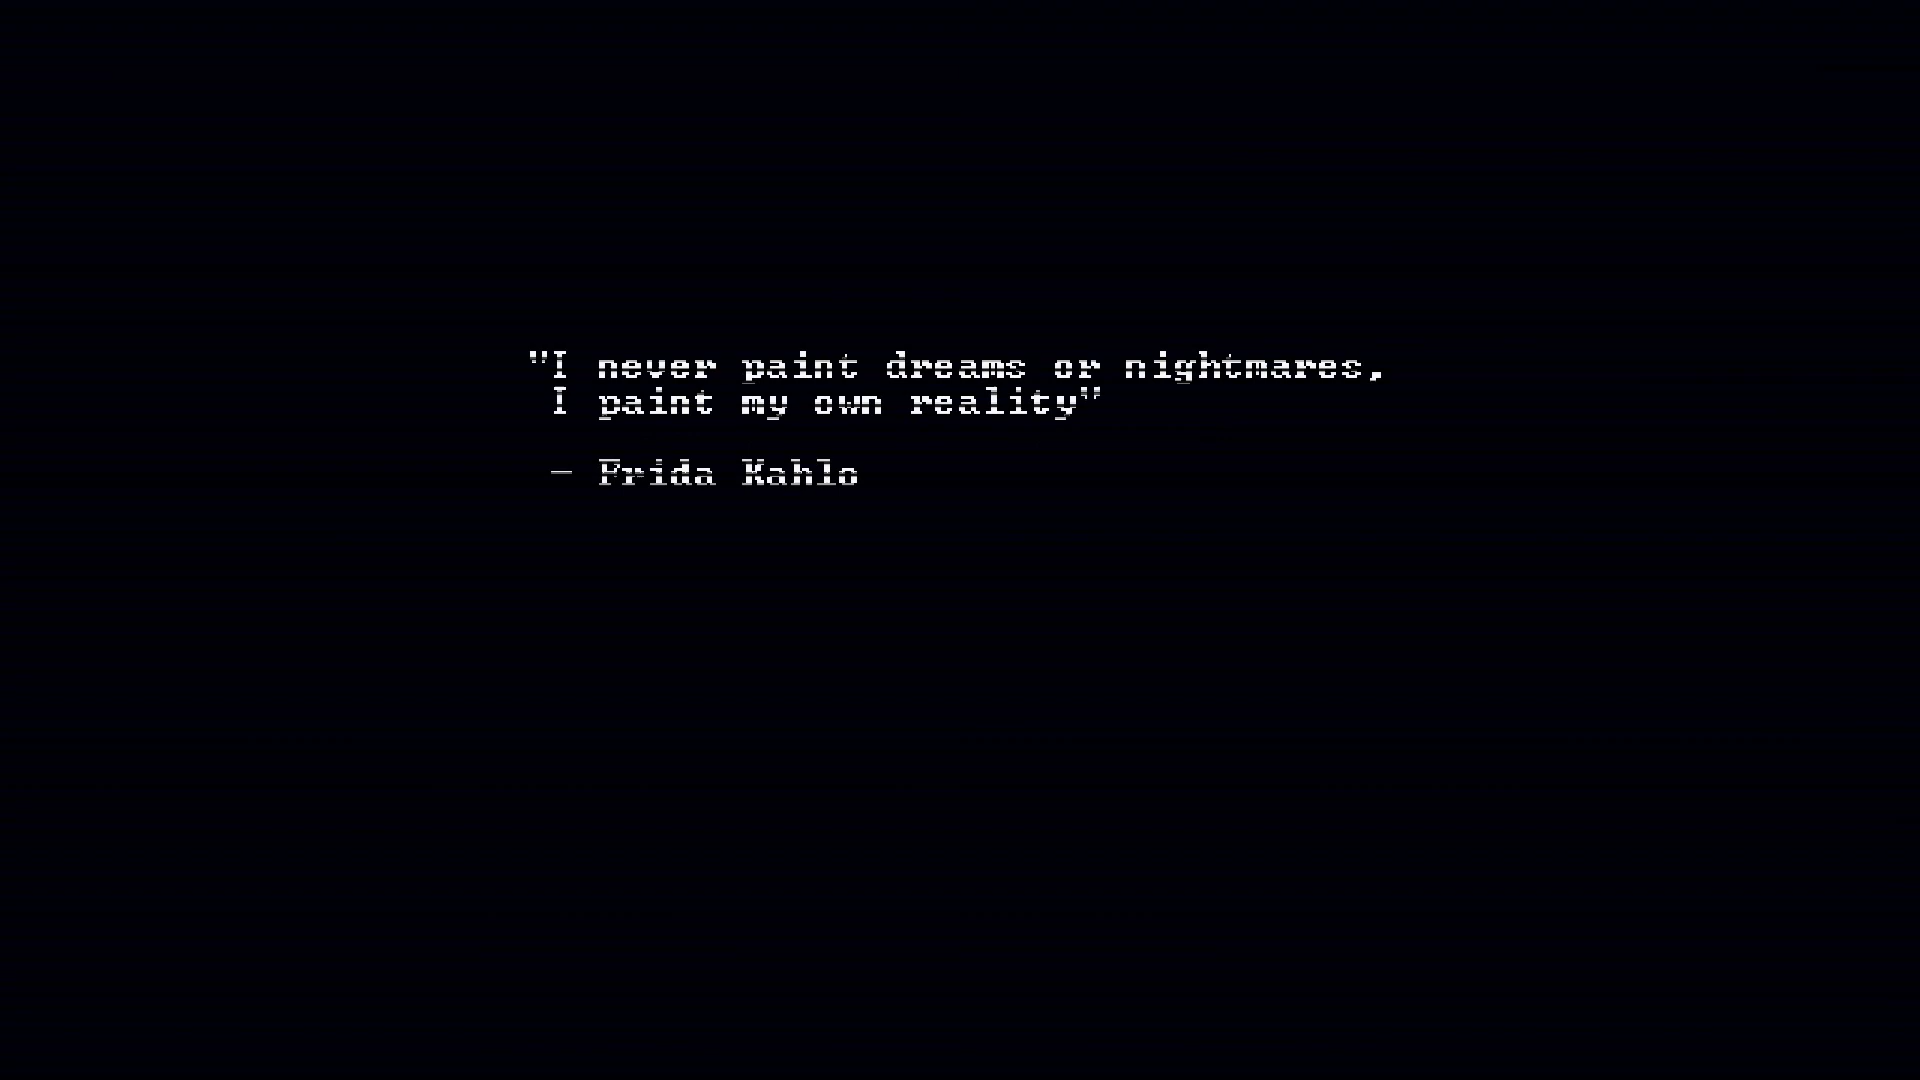 "I never paint dreams or nightmares,
I paint my own reality"
— Frida Kahlo